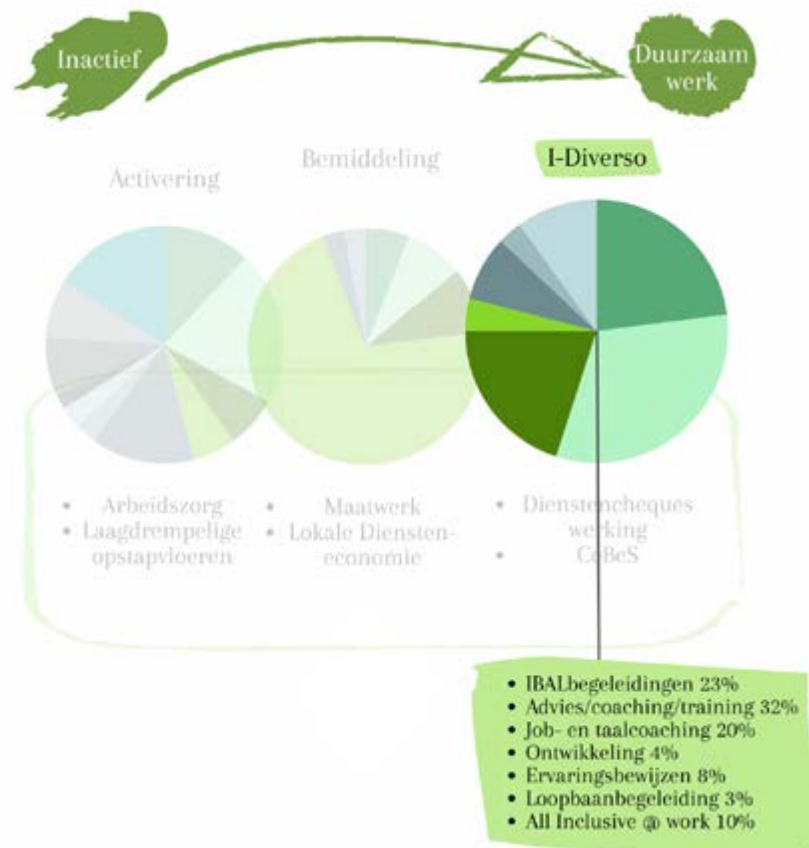 Inactief
Duurzaam
werk
Activering
Bemiddeling
I-Diverso
• Arbeidszorg
• Laagdrempelige
opstapvloeren
• Maatwerk
• Lokale Diensten-
economie
• Dienstencheques
werking
• CoBeS
• IBALbegeleidingen 23%
• Advies/coaching/training 32%
• Job- en taalcoaching 20%
• Ontwikkeling 4%
• Ervaringsbewijzen 8%
• Loopbaanbegeleiding 3%
• All Inclusive @ work 10%